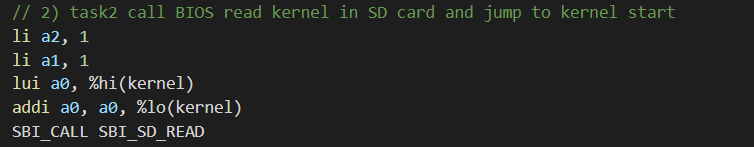 // 2) task2 call BIOS read kernel in SD card and jump to kernel start
li a2, 1
li a1, 1
lui a0, %hi(kernel)
addi a0, a0, %lo(kernel)
SBI_CALL SBI_SD_READ